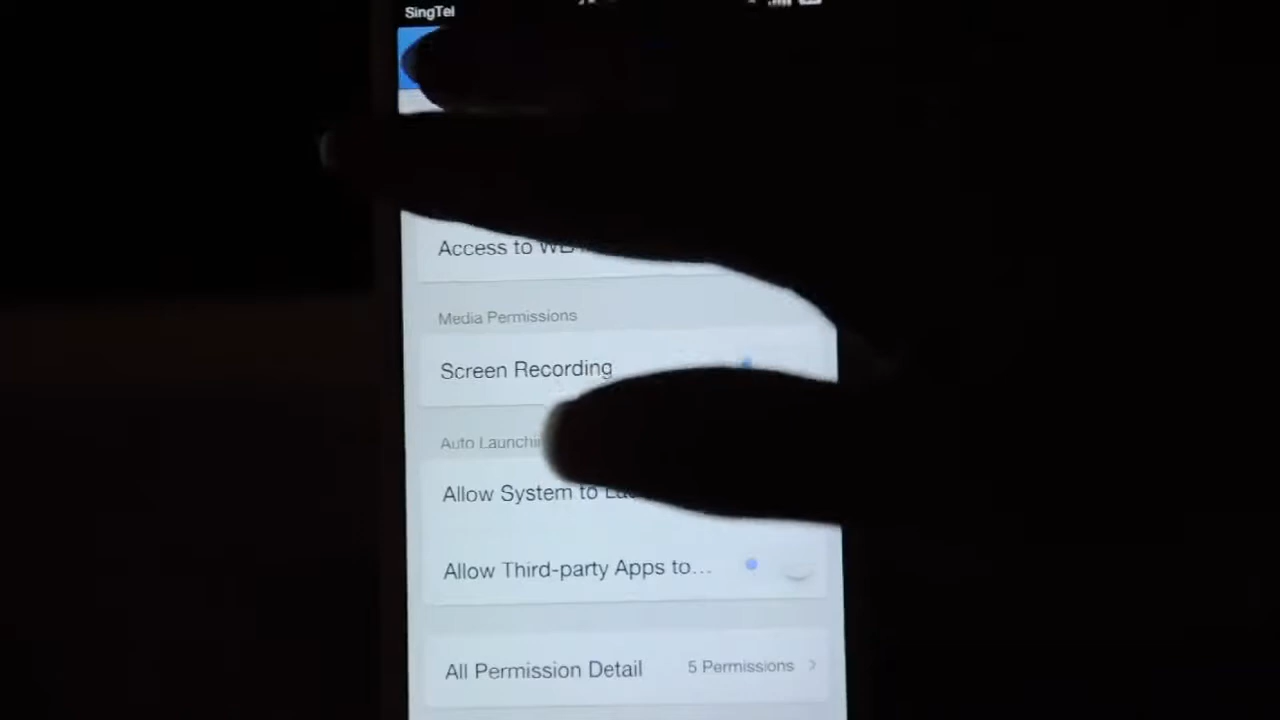 SingTel
Access to
Media Permissions
Screen Recording
Auto
Allow System to
Allow Third-party Apps to...
All Permission Detail 5 Permissions >